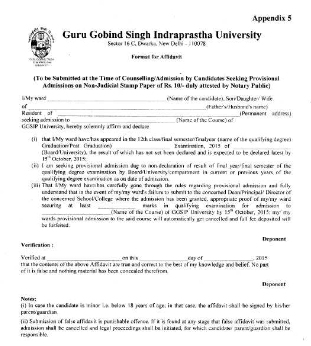 Appendix 5
Guru Gobind Singh Indraprastha University
Sector 16 C, Dwarka, New Delhi - 110078
Format for Affidavit
(To be Submitted at the Time of Counselling/Admission by Candidates Seeking Provisional
Admissions on Non-Judicial Stamp Paper of Rs. 10/- duly attested by Notary Public)
I/My ward (Name of the candidate), Son/Daughter/ Wife
of (Father's/Husband's name)
Resident of (Permanent address)
seeking admission to (Name of the Course) of
GGSIP University, hereby solemnly affirm and declare
(i) that I/My ward have/has appeared in the 12th class/final semester/final year (name of the qualifying degree)
(Graduation/Post Graduation) Examination, 2015 of
(Board/University), the result of which has not been declared and is expected to be declared latest by
15th October, 2015;
(ii) I am seeking provisional admission due to non-declaration of result of final year/final semester of the
qualifying degree examination by Board/University/compartment in current or previous years of the
qualifying degree examination as on date of admission.
(iii) That I/My ward have/has carefully gone through the rules regarding provisional admission and fully
understand that in the event of my/my ward's failure to submit to the concerned Dean/Principal/ Director of
the concerned School/College where the admission has been granted, appropriate proof of my/my ward
securing at least marks in qualifying examination for admission to
(Name of the Course) of GGSIP University by 15th October, 2015; my/ my
wards provisional admission to the said course will automatically get cancelled and full fee deposited will
be forfeited.
Deponent
Verification :
Verified at on this day of , 2015
that the contents of the above Affidavit are true and correct to the best of my knowledge and belief. No part
of it is false and nothing material has been concealed therefrom.
Deponent
Notes:
(i) In case the candidate is minor i.e. below 18 years of age, in that case, the affidavit shall be signed by his/her
parent/guardian.
(ii) Submission of false affidavit is punishable offence. If it is found at any stage that false affidavit was submitted,
admission shall be cancelled and legal proceedings shall be initiated, for which candidate/ parent/guardian shall be
responsible.